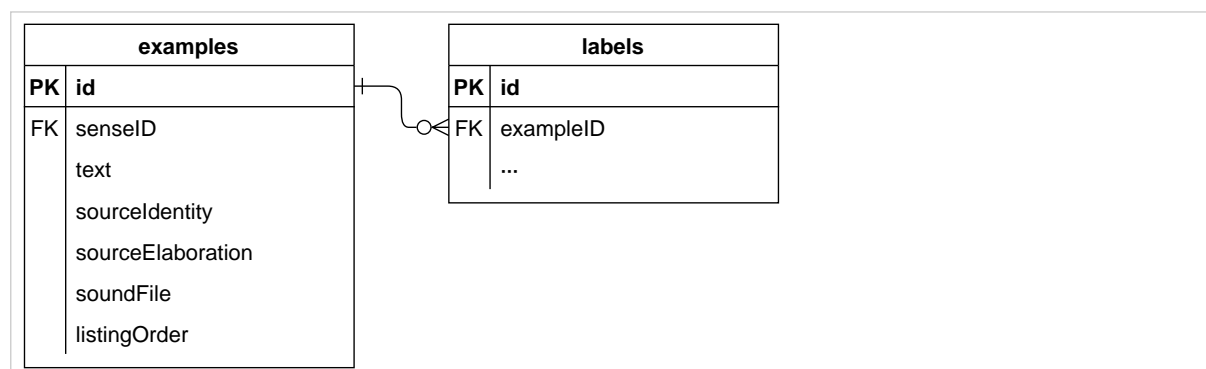 examples
PK id
FK senseID
text
sourceIdentity
sourceElaboration
soundFile
listingOrder
labels
PK id
FK exampleID
...